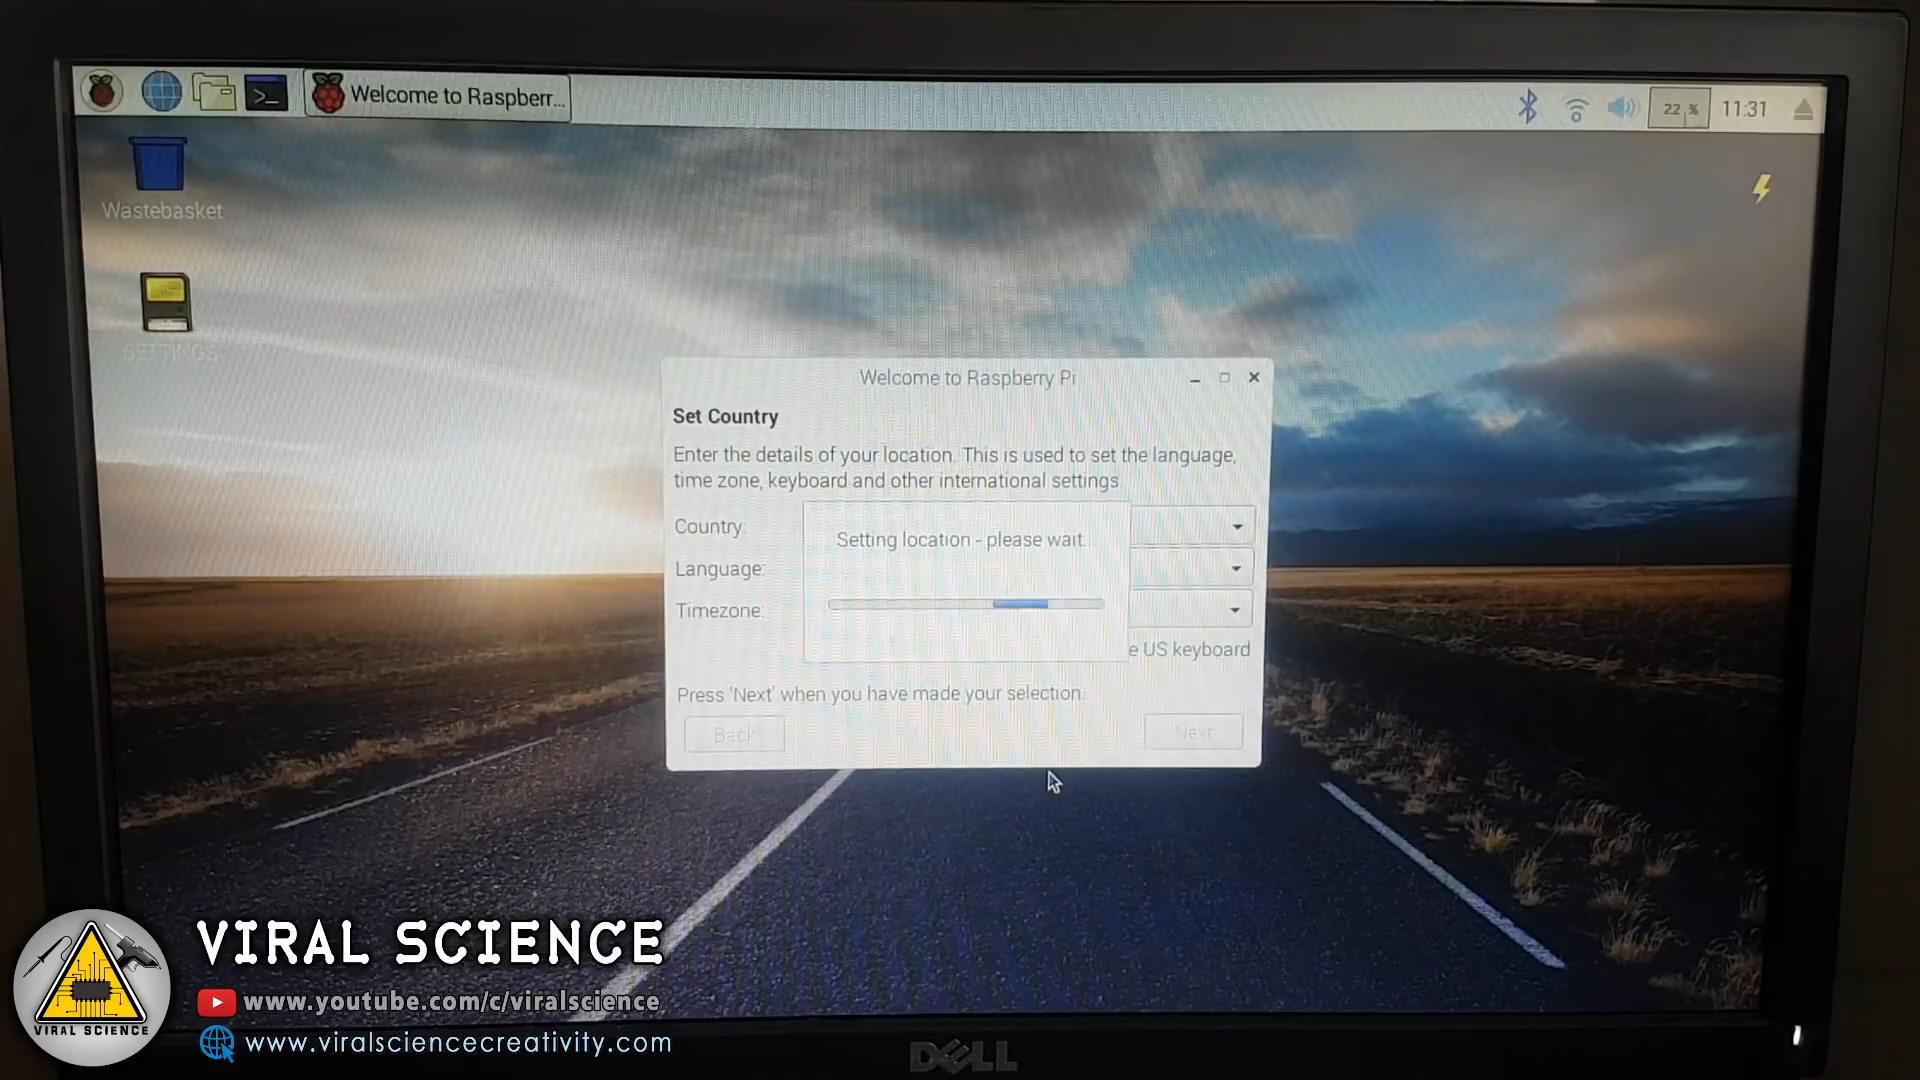 Welcome to Raspberr...
22 %
11:31
Wastebasket
SETTINGS
Welcome to Raspberry Pi
Set Country
Enter the details of your location. This is used to set the language,
time zone, keyboard and other international settings
Country:
Setting location - please wait.
Language:
Timezone:
e US keyboard
Press 'Next' when you have made your selection.
Back
Next
VIRAL SCIENCE
www.youtube.com/c/viralscience
VIRAL SCIENCE
www.viralsciencecreativity.com
DELL